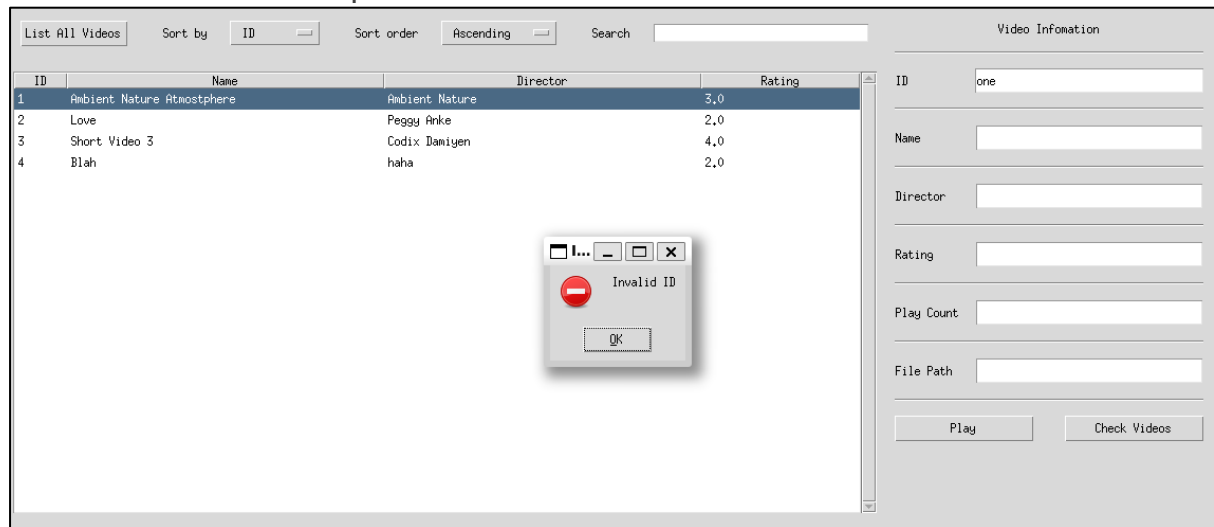 List All Videos Sort by ID Sort order Ascending Search
Video Infomation
ID Name Director Rating
1 Ambient Nature Atmostphere Ambient Nature 3.0
2 Love Peggy Anke 2.0
3 Short Video 3 Codix Damiyen 4.0
4 Blah haha 2.0
I...
Invalid ID
OK
ID one
Name
Director
Rating
Play Count
File Path
Play Check Videos